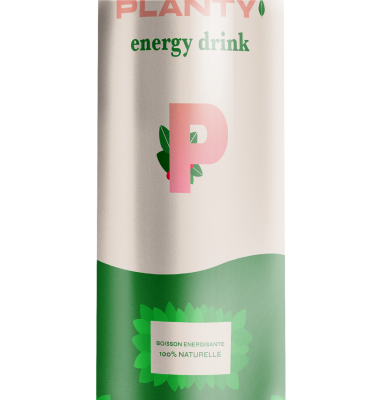 PLANTY
energy drink
P
BOISSON ENERGISANTE
100% NATURELLE